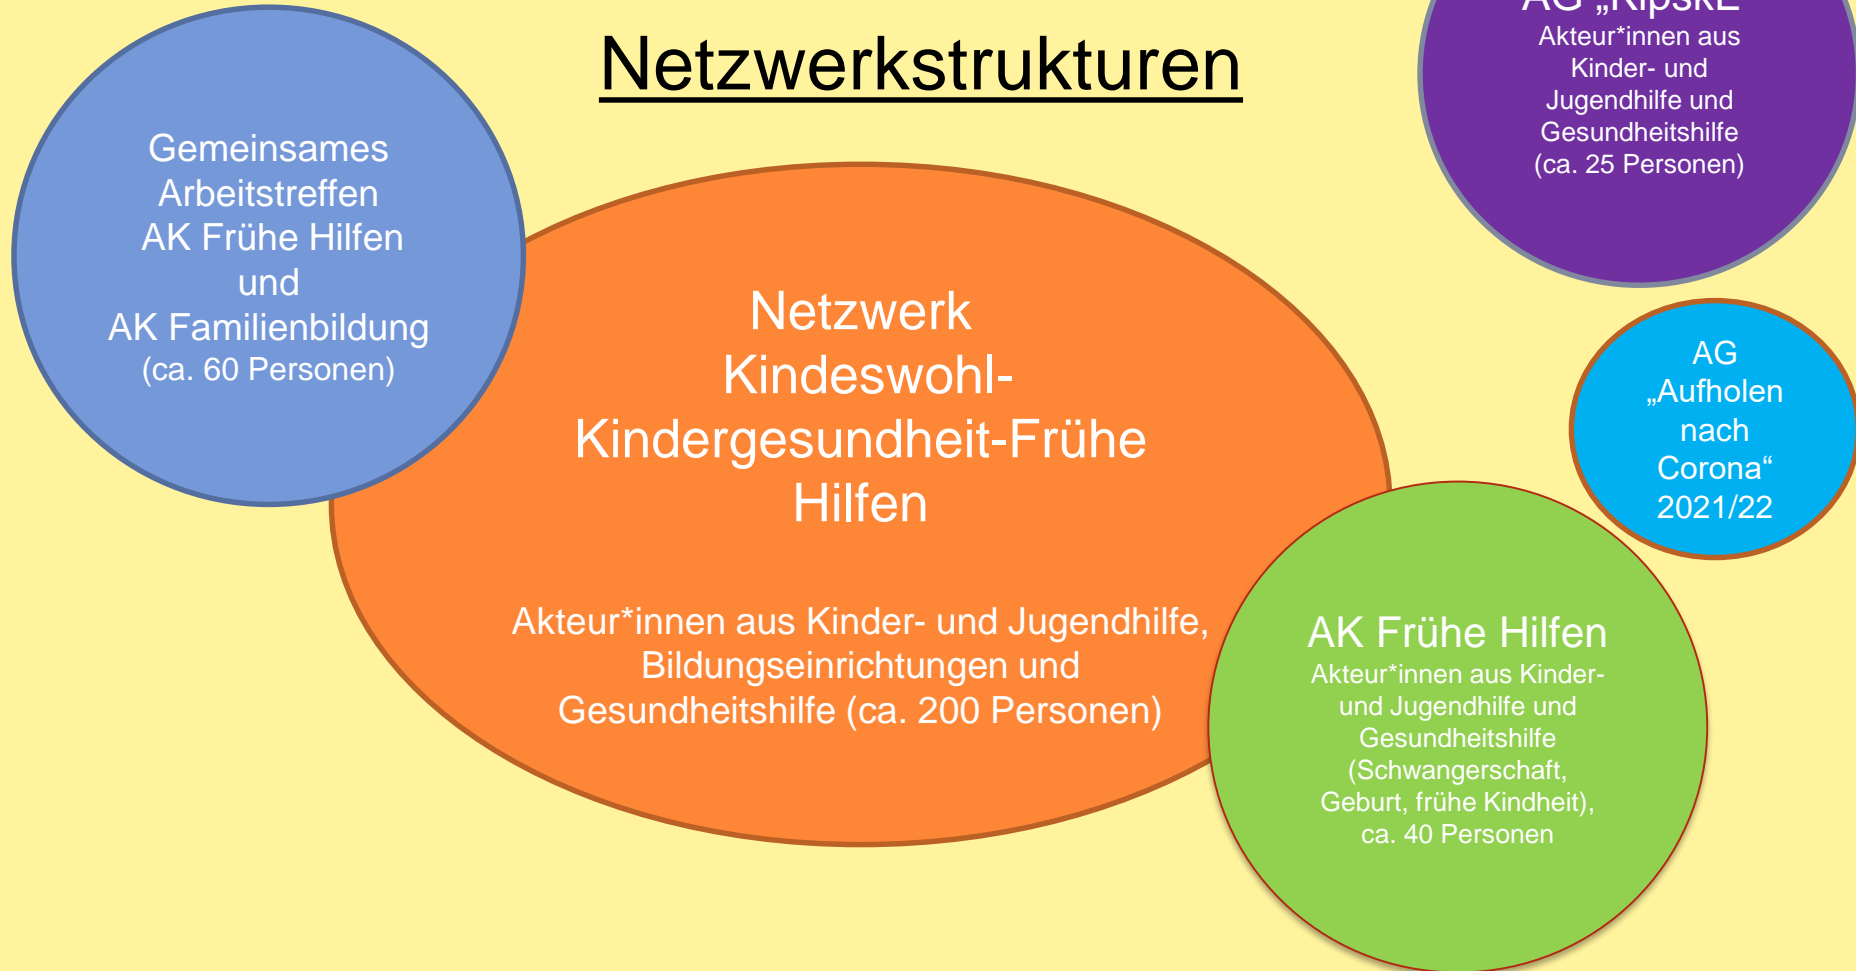 Netzwerkstrukturen
Gemeinsames
Arbeitstreffen
AK Frühe Hilfen
und
AK Familienbildung
(ca. 60 Personen)
Netzwerk
Kindeswohl-
Kindergesundheit-Frühe
Hilfen
Akteur*innen aus Kinder- und Jugendhilfe,
Bildungseinrichtungen und
Gesundheitshilfe (ca. 200 Personen)
AG „KipskE“
Akteur*innen aus
Kinder- und
Jugendhilfe und
Gesundheitshilfe
(ca. 25 Personen)
AG
„Aufholen
nach
Corona“
2021/22
AK Frühe Hilfen
Akteur*innen aus Kinder-
und Jugendhilfe und
Gesundheitshilfe
(Schwangerschaft,
Geburt, frühe Kindheit),
ca. 40 Personen